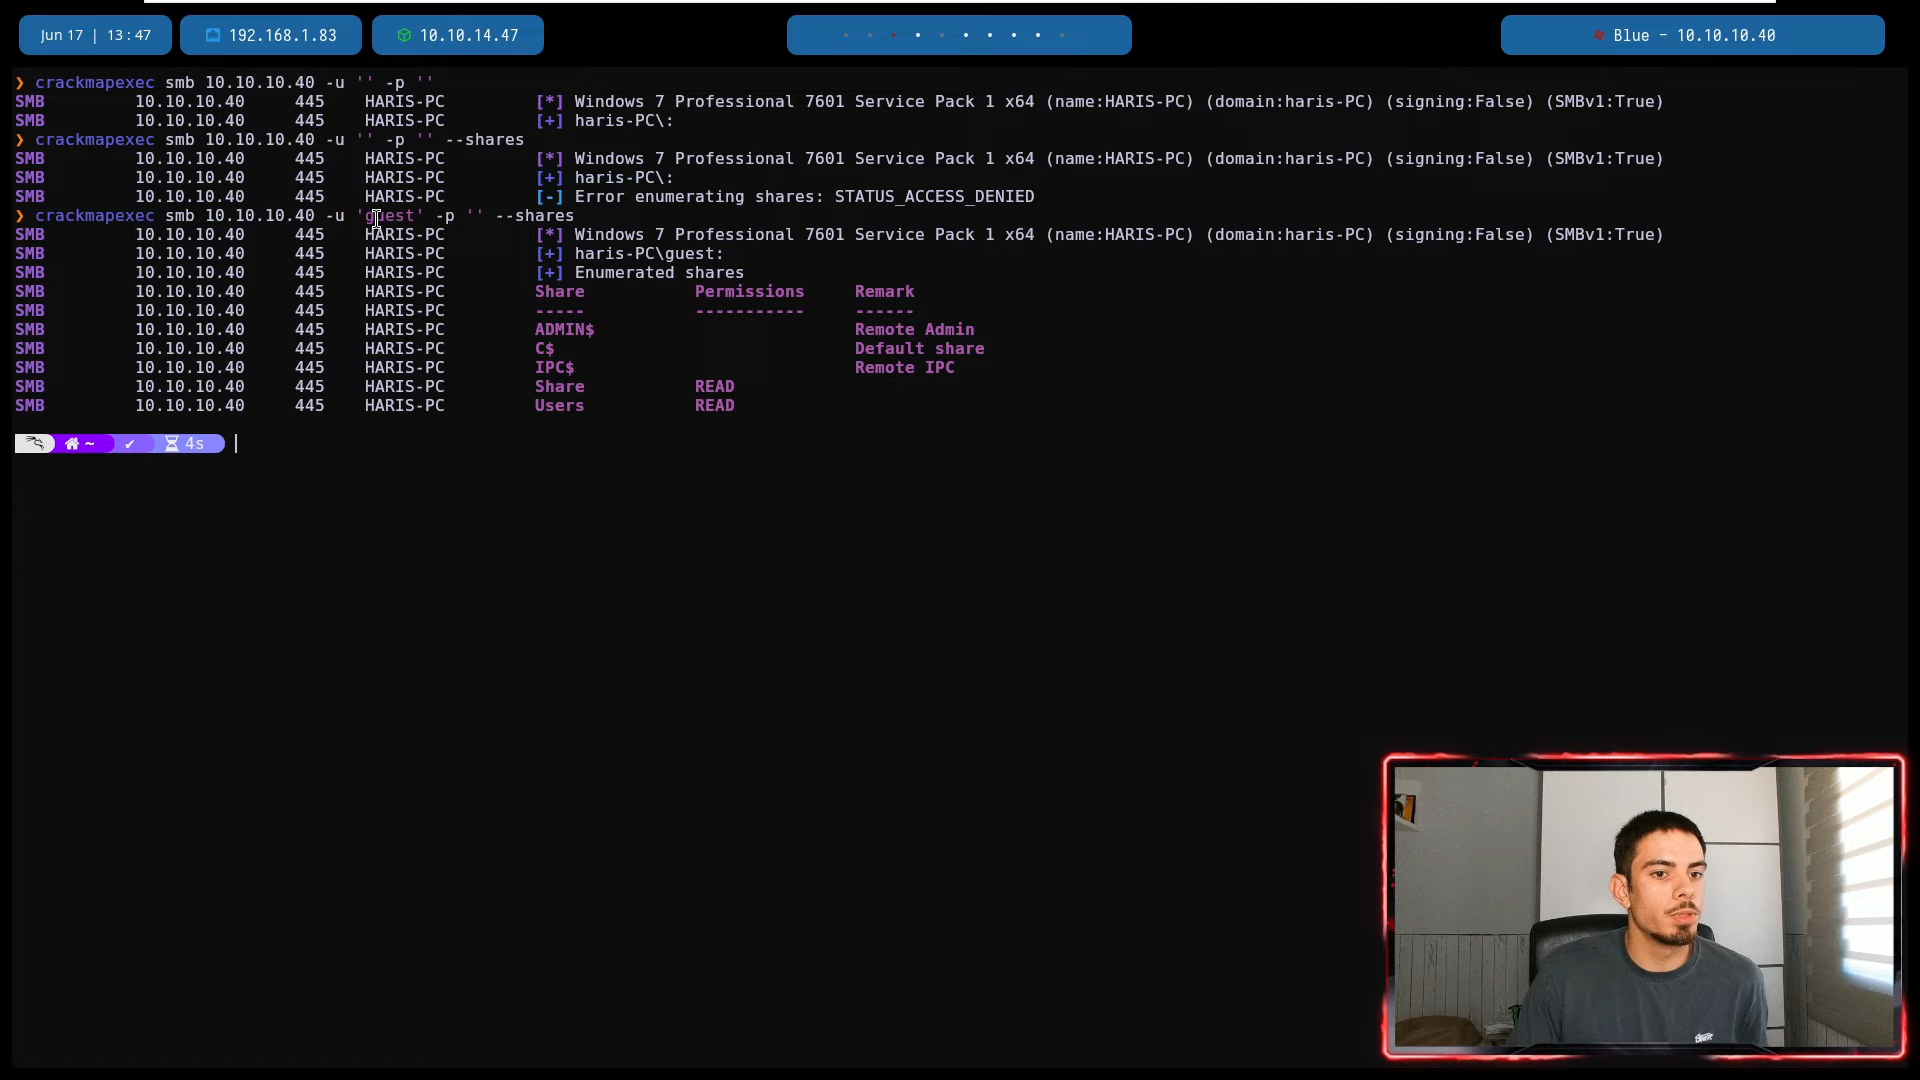 Jun 17 | 13:47 192.168.1.83 10.10.14.47 Blue - 10.10.10.40
❯ crackmapexec smb 10.10.10.40 -u '' -p ''
SMB 10.10.10.40 445 HARIS-PC [*] Windows 7 Professional 7601 Service Pack 1 x64 (name:HARIS-PC) (domain:haris-PC) (signing:False) (SMBv1:True)
SMB 10.10.10.40 445 HARIS-PC [+] haris-PC\:
❯ crackmapexec smb 10.10.10.40 -u '' -p '' --shares
SMB 10.10.10.40 445 HARIS-PC [*] Windows 7 Professional 7601 Service Pack 1 x64 (name:HARIS-PC) (domain:haris-PC) (signing:False) (SMBv1:True)
SMB 10.10.10.40 445 HARIS-PC [+] haris-PC\:
SMB 10.10.10.40 445 HARIS-PC [-] Error enumerating shares: STATUS_ACCESS_DENIED
❯ crackmapexec smb 10.10.10.40 -u 'guest' -p '' --shares
SMB 10.10.10.40 445 HARIS-PC [*] Windows 7 Professional 7601 Service Pack 1 x64 (name:HARIS-PC) (domain:haris-PC) (signing:False) (SMBv1:True)
SMB 10.10.10.40 445 HARIS-PC [+] haris-PC\guest:
SMB 10.10.10.40 445 HARIS-PC [+] Enumerated shares
SMB 10.10.10.40 445 HARIS-PC Share Permissions Remark
SMB 10.10.10.40 445 HARIS-PC ----- ----------- ------
SMB 10.10.10.40 445 HARIS-PC ADMIN$ Remote Admin
SMB 10.10.10.40 445 HARIS-PC C$ Default share
SMB 10.10.10.40 445 HARIS-PC IPC$ Remote IPC
SMB 10.10.10.40 445 HARIS-PC Share READ
SMB 10.10.10.40 445 HARIS-PC Users READ
~ ✔ 4s